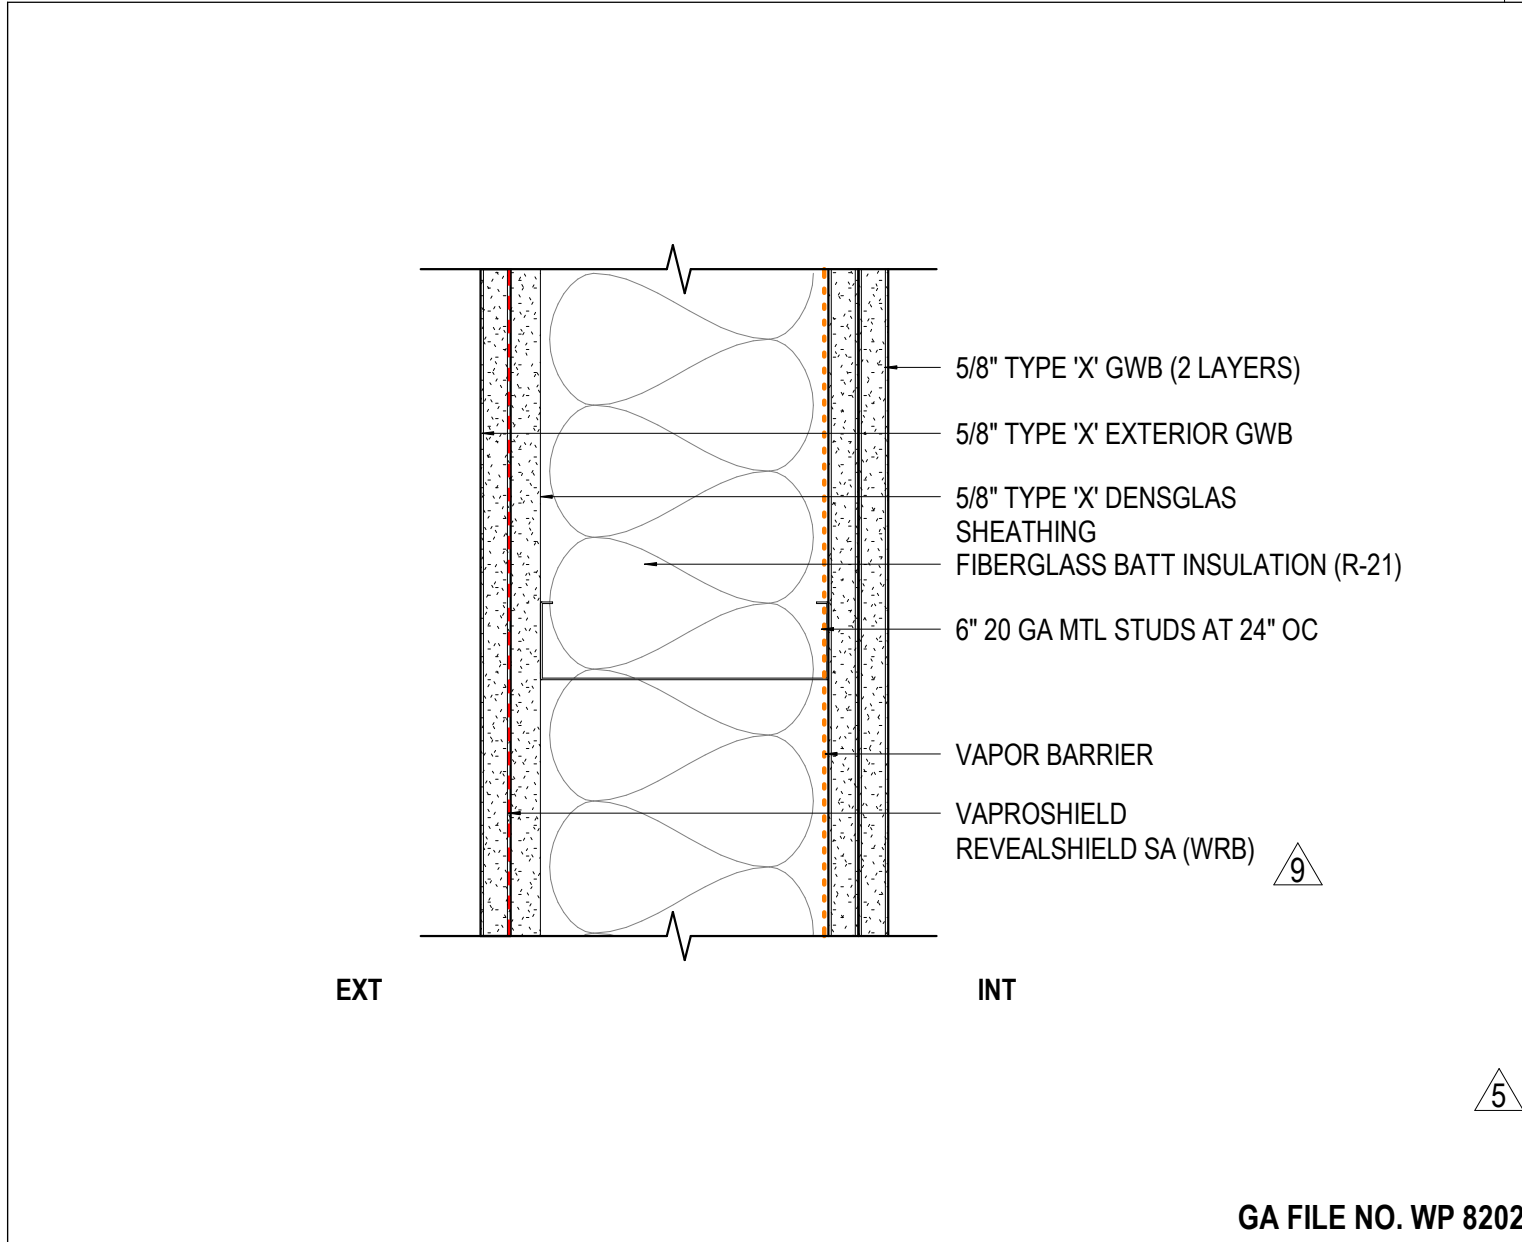 5/8" TYPE 'X' GWB (2 LAYERS)
5/8" TYPE 'X' EXTERIOR GWB
5/8" TYPE 'X' DENSGLAS
SHEATHING
FIBERGLASS BATT INSULATION (R-21)
6" 20 GA MTL STUDS AT 24" OC
VAPOR BARRIER
VAPROSHIELD
REVEALSHIELD SA (WRB)
9
EXT
INT
5
GA FILE NO. WP 8202